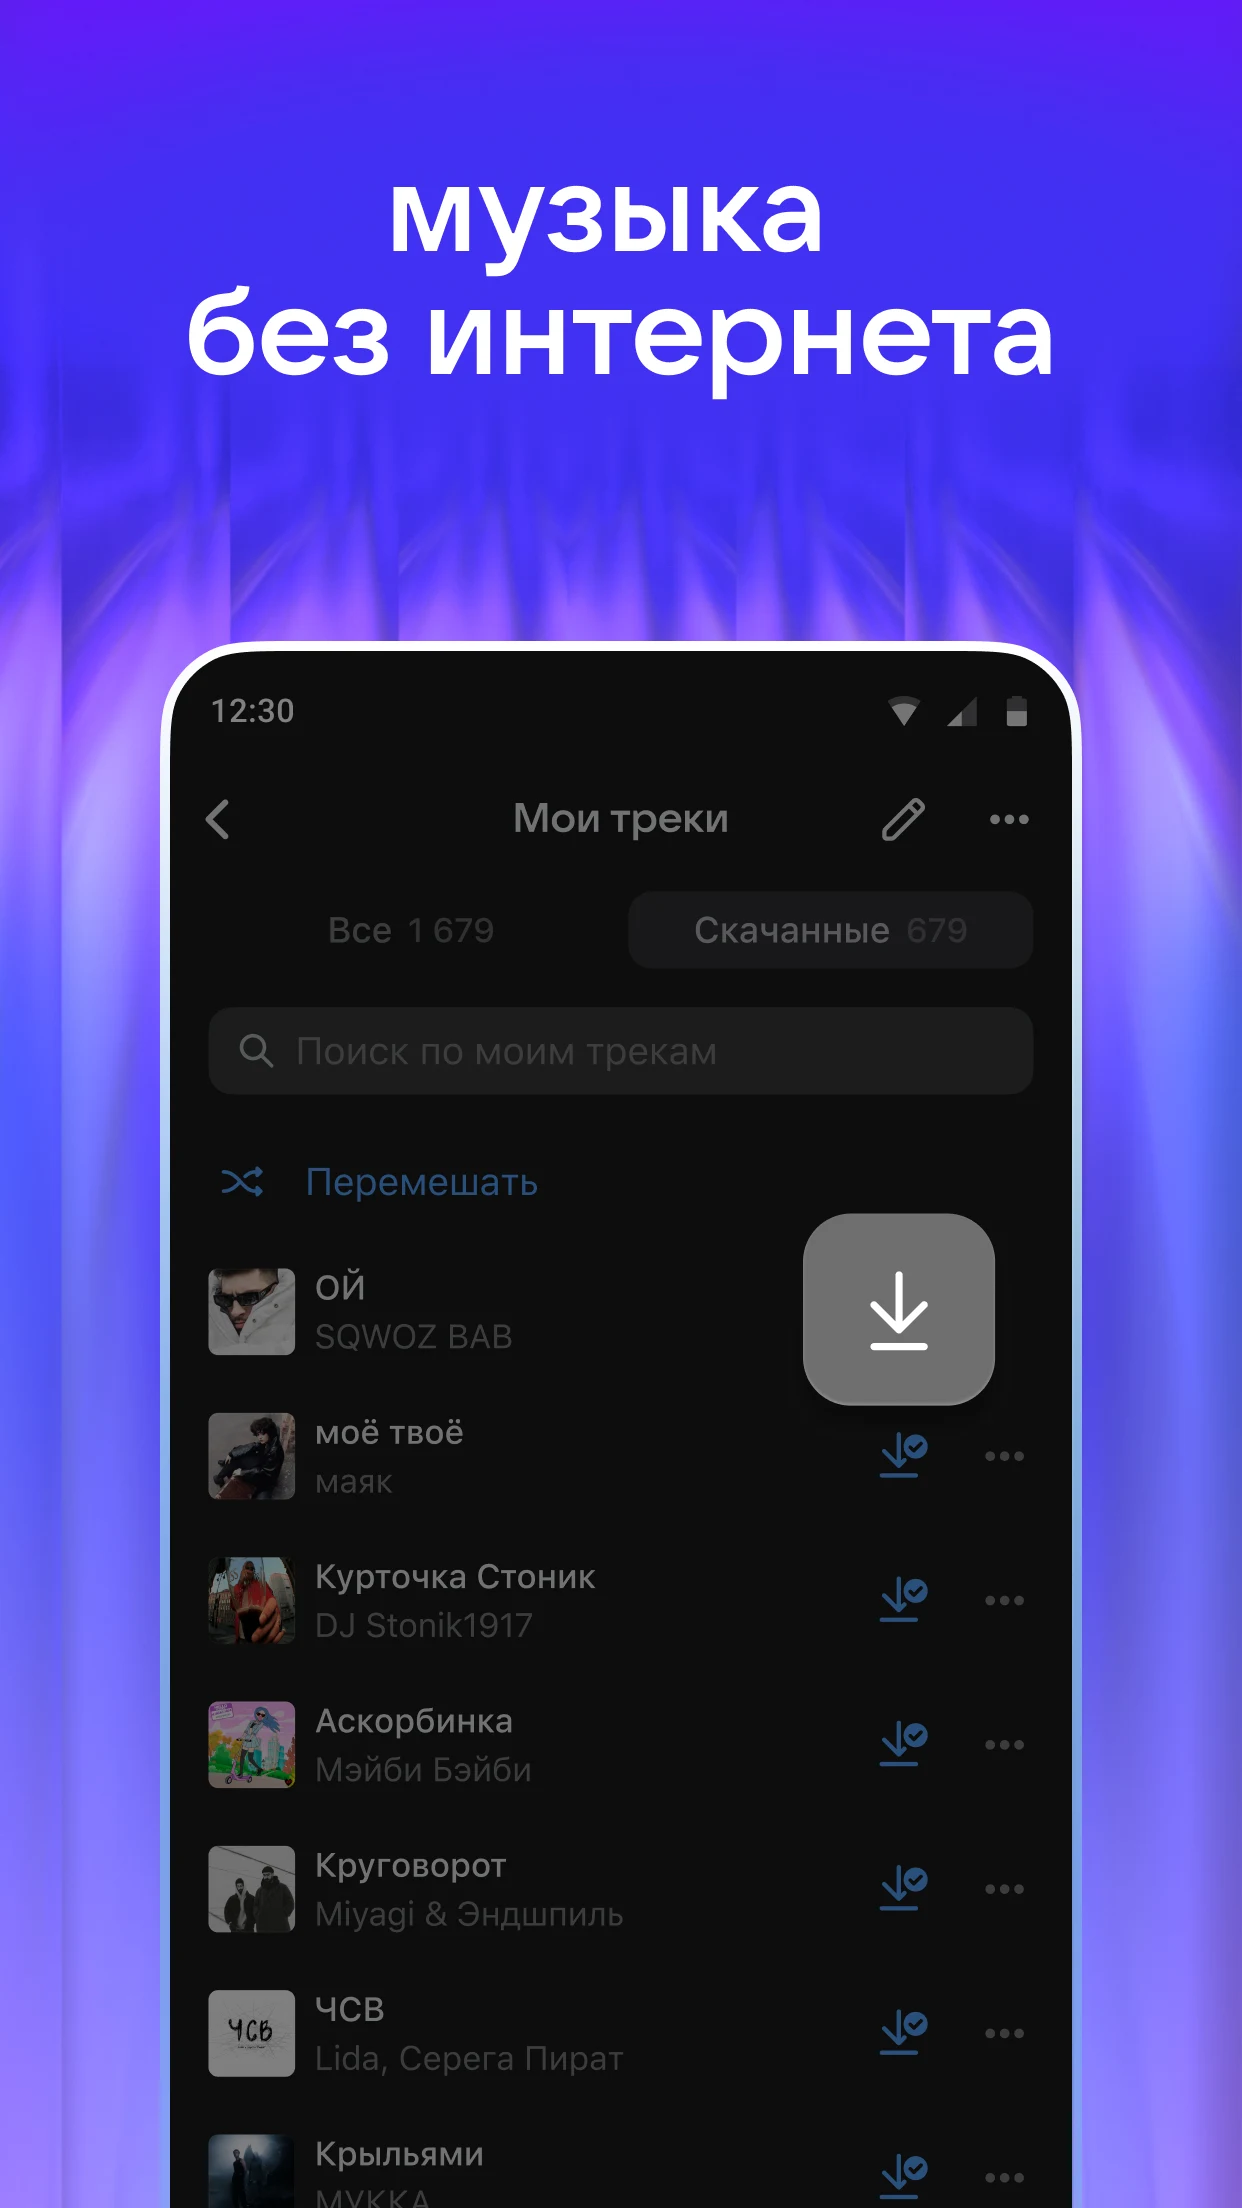 музыка
без интернета
12:30
Мои треки
Все 1 679
Скачанные 679
Поиск по моим трекам
Перемешать
ОЙ
SQWOZ BAB
моё твоё
маяк
Курточка Стоник
DJ Stonik1917
Аскорбинка
Мэйби Бэйби
Круговорот
Miyagi & Эндшпиль
ЧСВ
ЧСВ
Lida, Серега Пират
Крыльями
МУККА